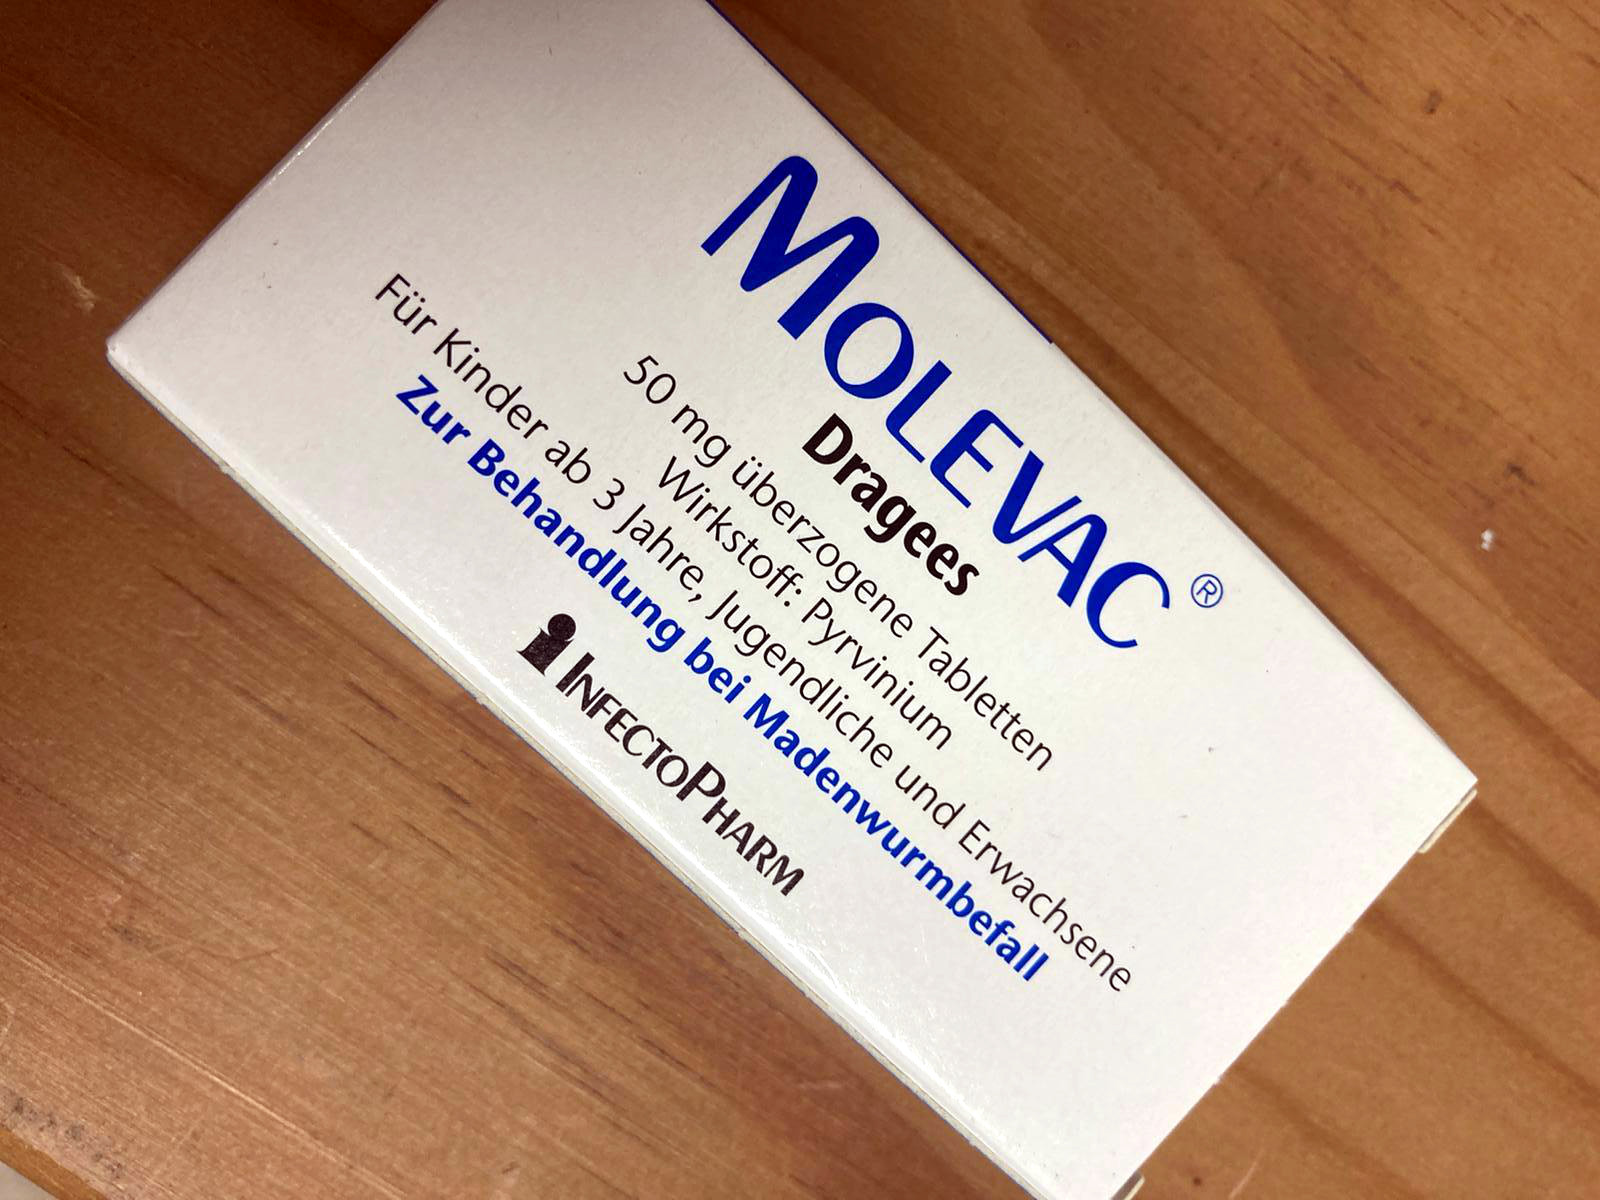 MOLEVAC®
Dragees
50 mg überzogene Tabletten
Wirkstoff: Pyrvinium
Für Kinder ab 3 Jahre, Jugendliche und Erwachsene
Zur Behandlung bei Madenwurmbefall
INFECTOPHARM